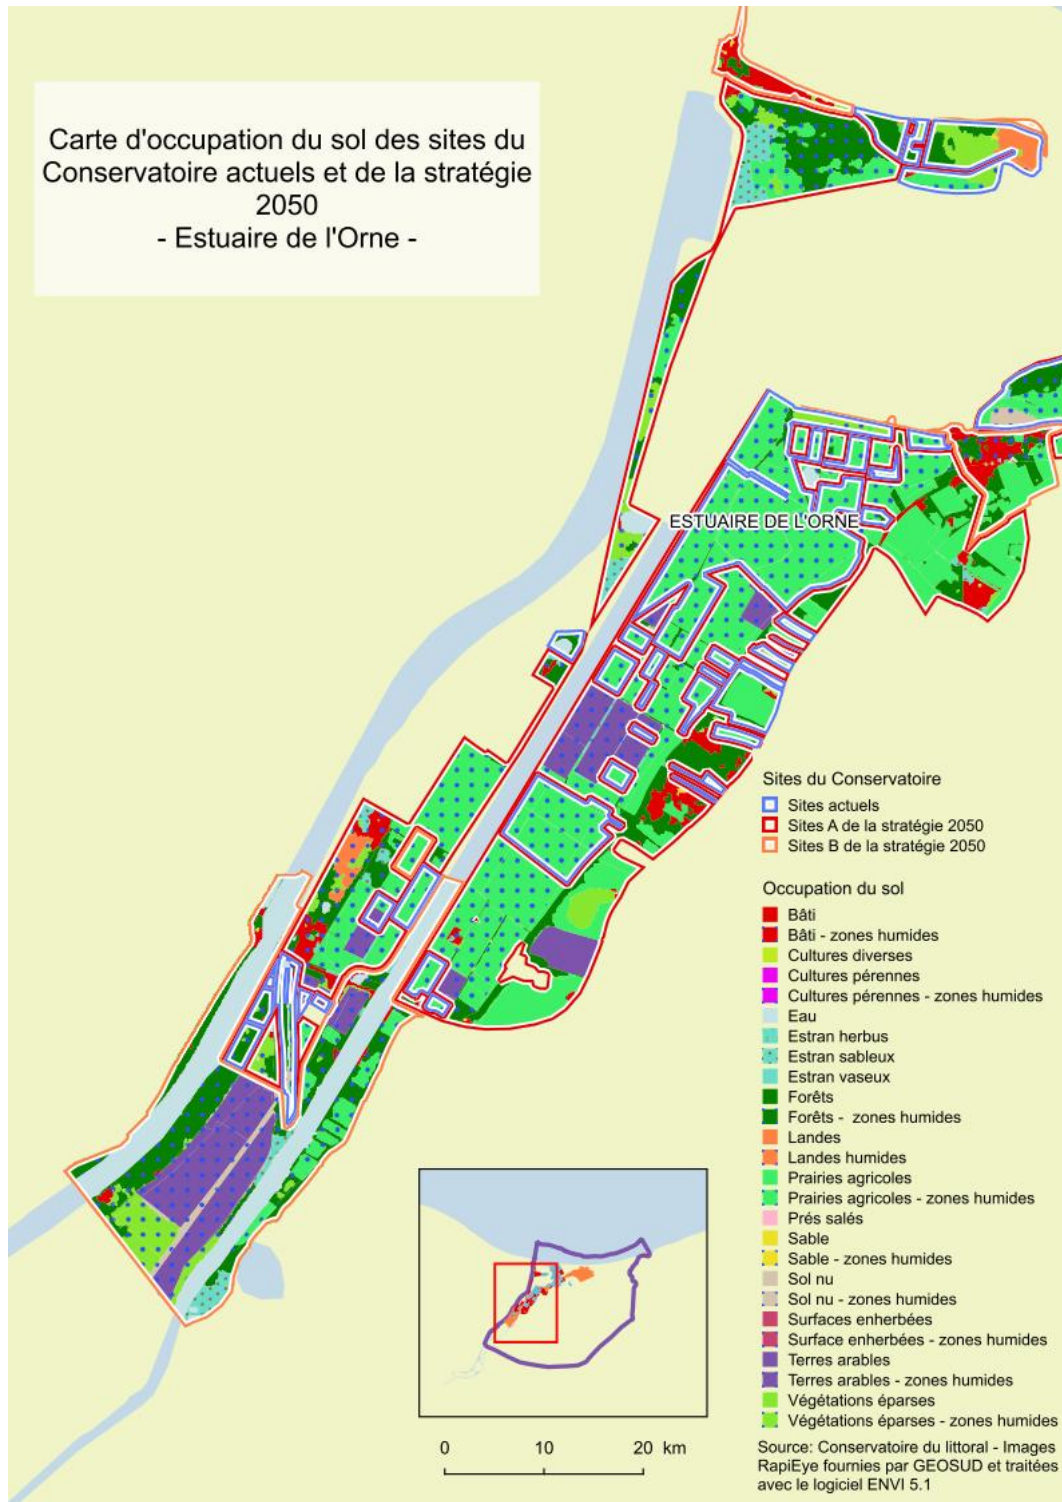 Carte d'occupation du sol des sites du
Conservatoire actuels et de la stratégie
2050
- Estuaire de l'Orne -
ESTUAIRE DE L'ORNE
Sites du Conservatoire
Sites actuels
Sites A de la stratégie 2050
Sites B de la stratégie 2050
Occupation du sol
Bâti
Bâti - zones humides
Cultures diverses
Cultures pérennes
Cultures pérennes - zones humides
Eau
Estran herbus
Estran sableux
Estran vaseux
Forêts
Forêts - zones humides
Landes
Landes humides
Prairies agricoles
Prairies agricoles - zones humides
Prés salés
Sable
Sable - zones humides
Sol nu
Sol nu - zones humides
Surfaces enherbées
Surface enherbées - zones humides
Terres arables
Terres arables - zones humides
Végétations éparses
Végétations éparses - zones humides
0 10 20 km
Source: Conservatoire du littoral - Images
RapiEye fournies par GEOSUD et traitées
avec le logiciel ENVI 5.1